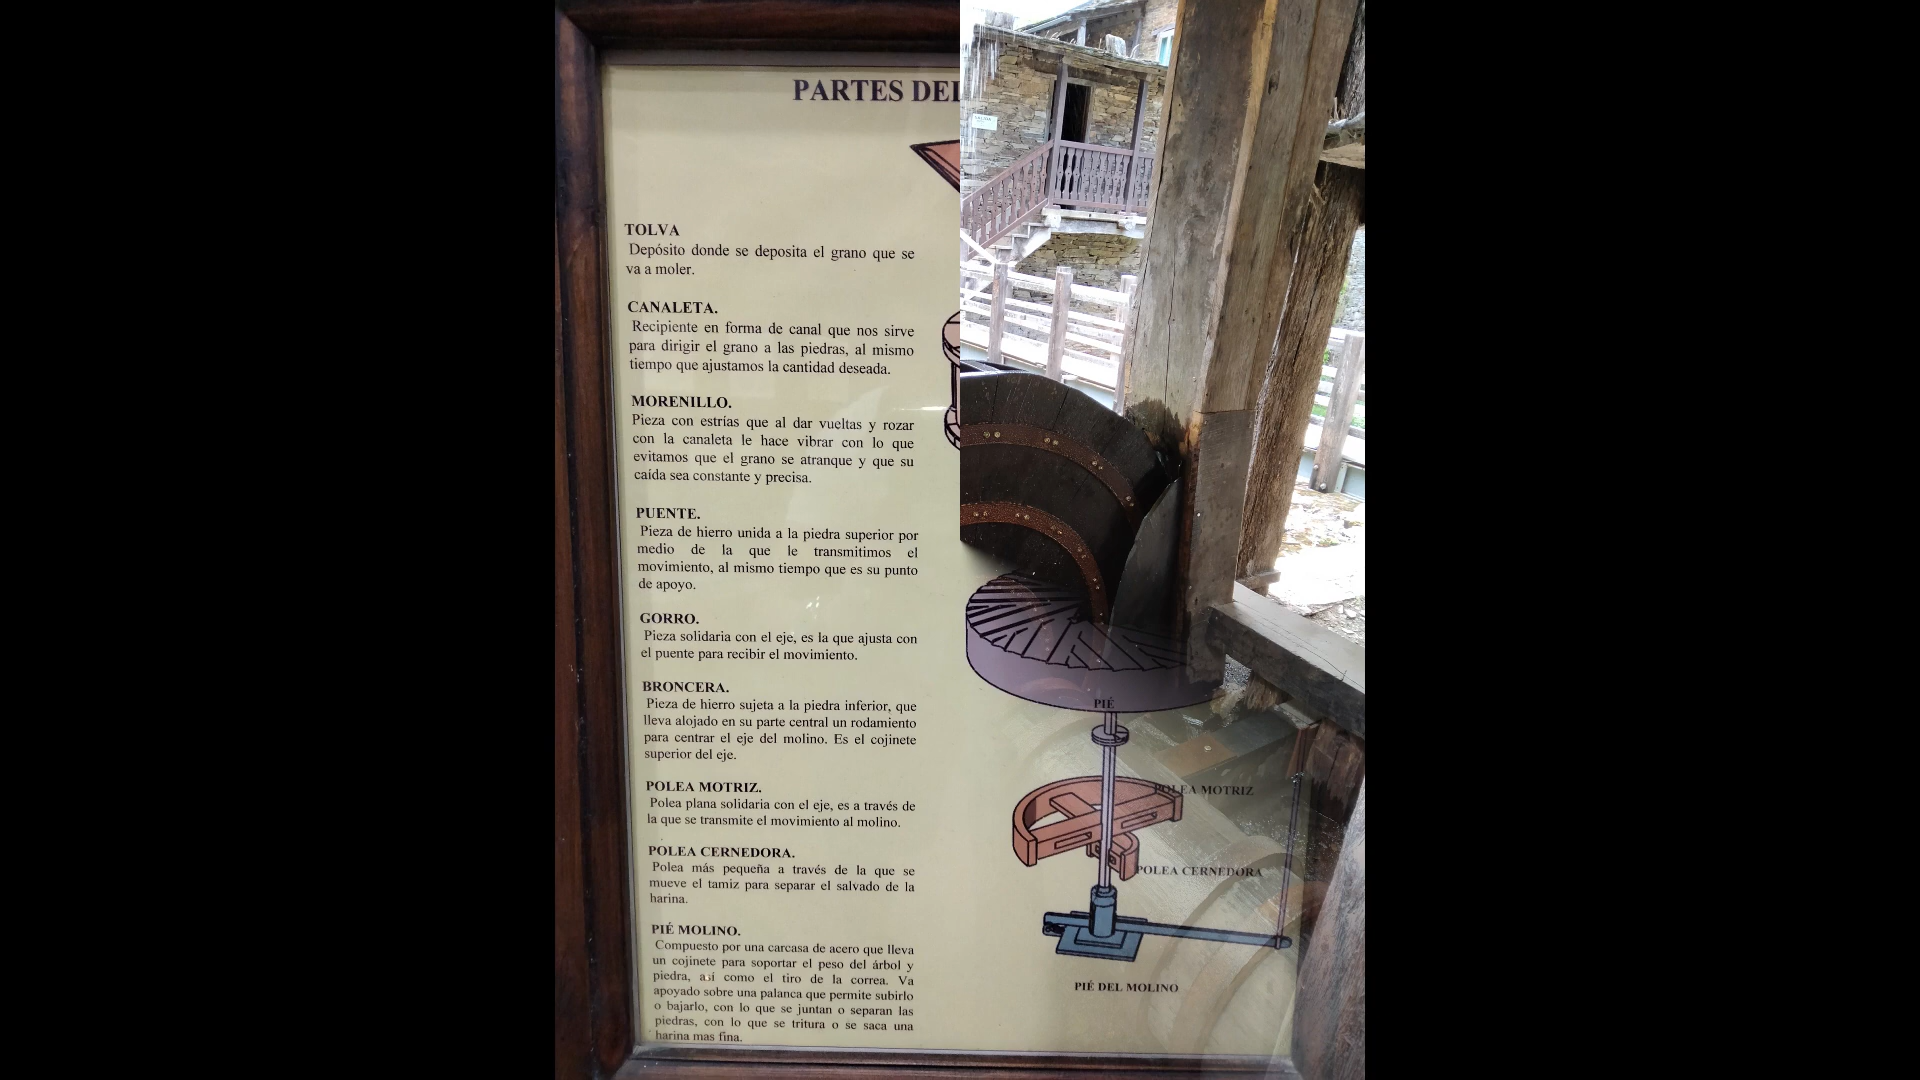 PARTES DEL
TOLVA
Depósito donde se deposita el grano que se
va a moler.
CANALETA.
Recipiente en forma de canal que nos sirve
para dirigir el grano a las piedras, al mismo
tiempo que ajustamos la cantidad deseada.
MORENILLO.
Pieza con estrías que al dar vueltas y rozar
con la canaleta le hace vibrar con lo que
evitamos que el grano se atranque y que su
caída sea constante y precisa.
PUENTE.
Pieza de hierro unida a la piedra superior por
medio de la que le transmitimos el
movimiento, al mismo tiempo que es su punto
de apoyo.
GORRO.
Pieza solidaria con el eje, es la que ajusta con
el puente para recibir el movimiento.
BRONCERA.
Pieza de hierro sujeta a la piedra inferior, que
lleva alojado en su parte central un rodamiento
para centrar el eje del molino. Es el cojinete
superior del eje.
POLEA MOTRIZ.
Polea plana solidaria con el eje, es a través de
la que se transmite el movimiento al molino.
POLEA CERNEDORA.
Polea más pequeña a través de la que se
mueve el tamiz para separar el salvado de la
harina.
PIÉ MOLINO.
Compuesto por una carcasa de acero que lleva
un cojinete para soportar el peso del árbol y
piedra, así como el tiro de la correa. Va
apoyado sobre una palanca que permite subirlo
o bajarlo, con lo que se juntan o separan las
piedras, con lo que se tritura o se saca una
harina mas fina.
PIÉ
POLEA MOTRIZ
POLEA CERNEDORA
PIÉ DEL MOLINO